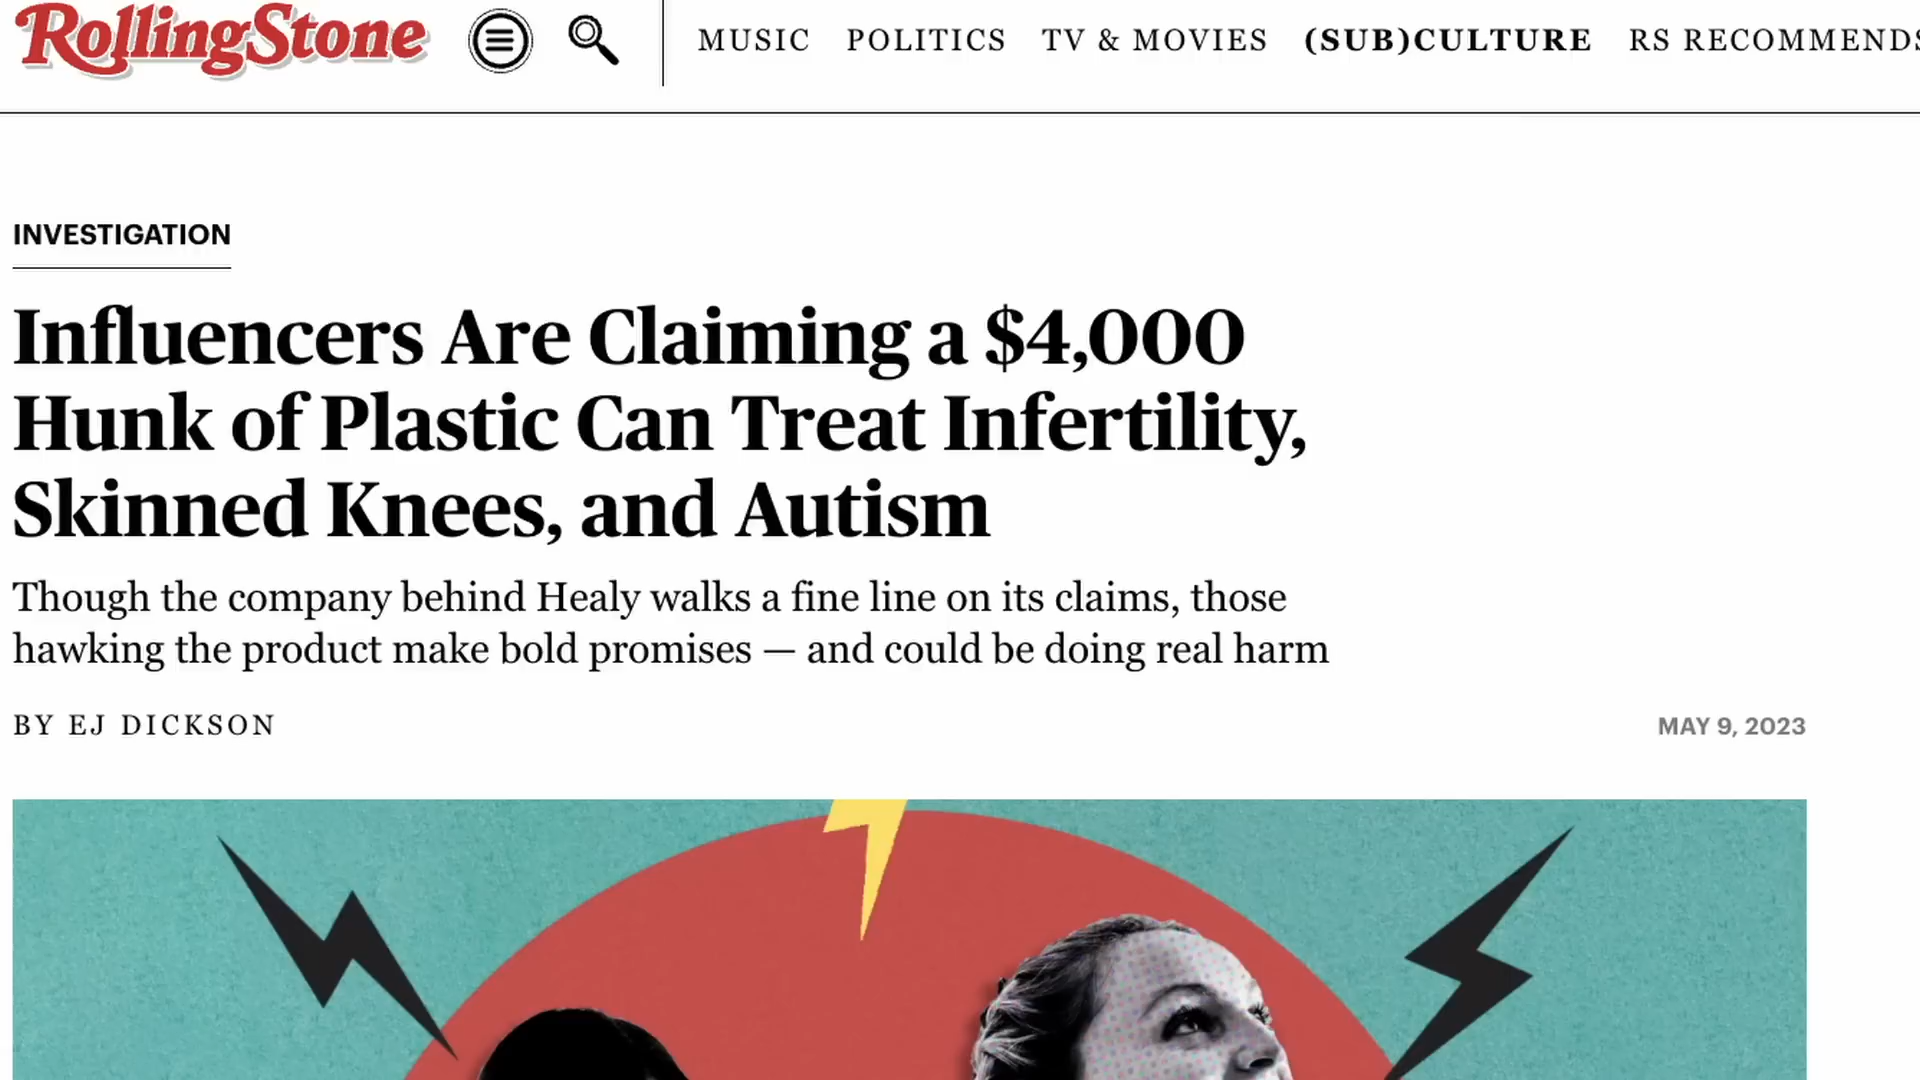 RollingStone
MUSIC POLITICS TV & MOVIES (SUB)CULTURE RS RECOMMENDS
INVESTIGATION
Influencers Are Claiming a $4,000
Hunk of Plastic Can Treat Infertility,
Skinned Knees, and Autism
Though the company behind Healy walks a fine line on its claims, those
hawking the product make bold promises — and could be doing real harm
BY EJ DICKSON
MAY 9, 2023